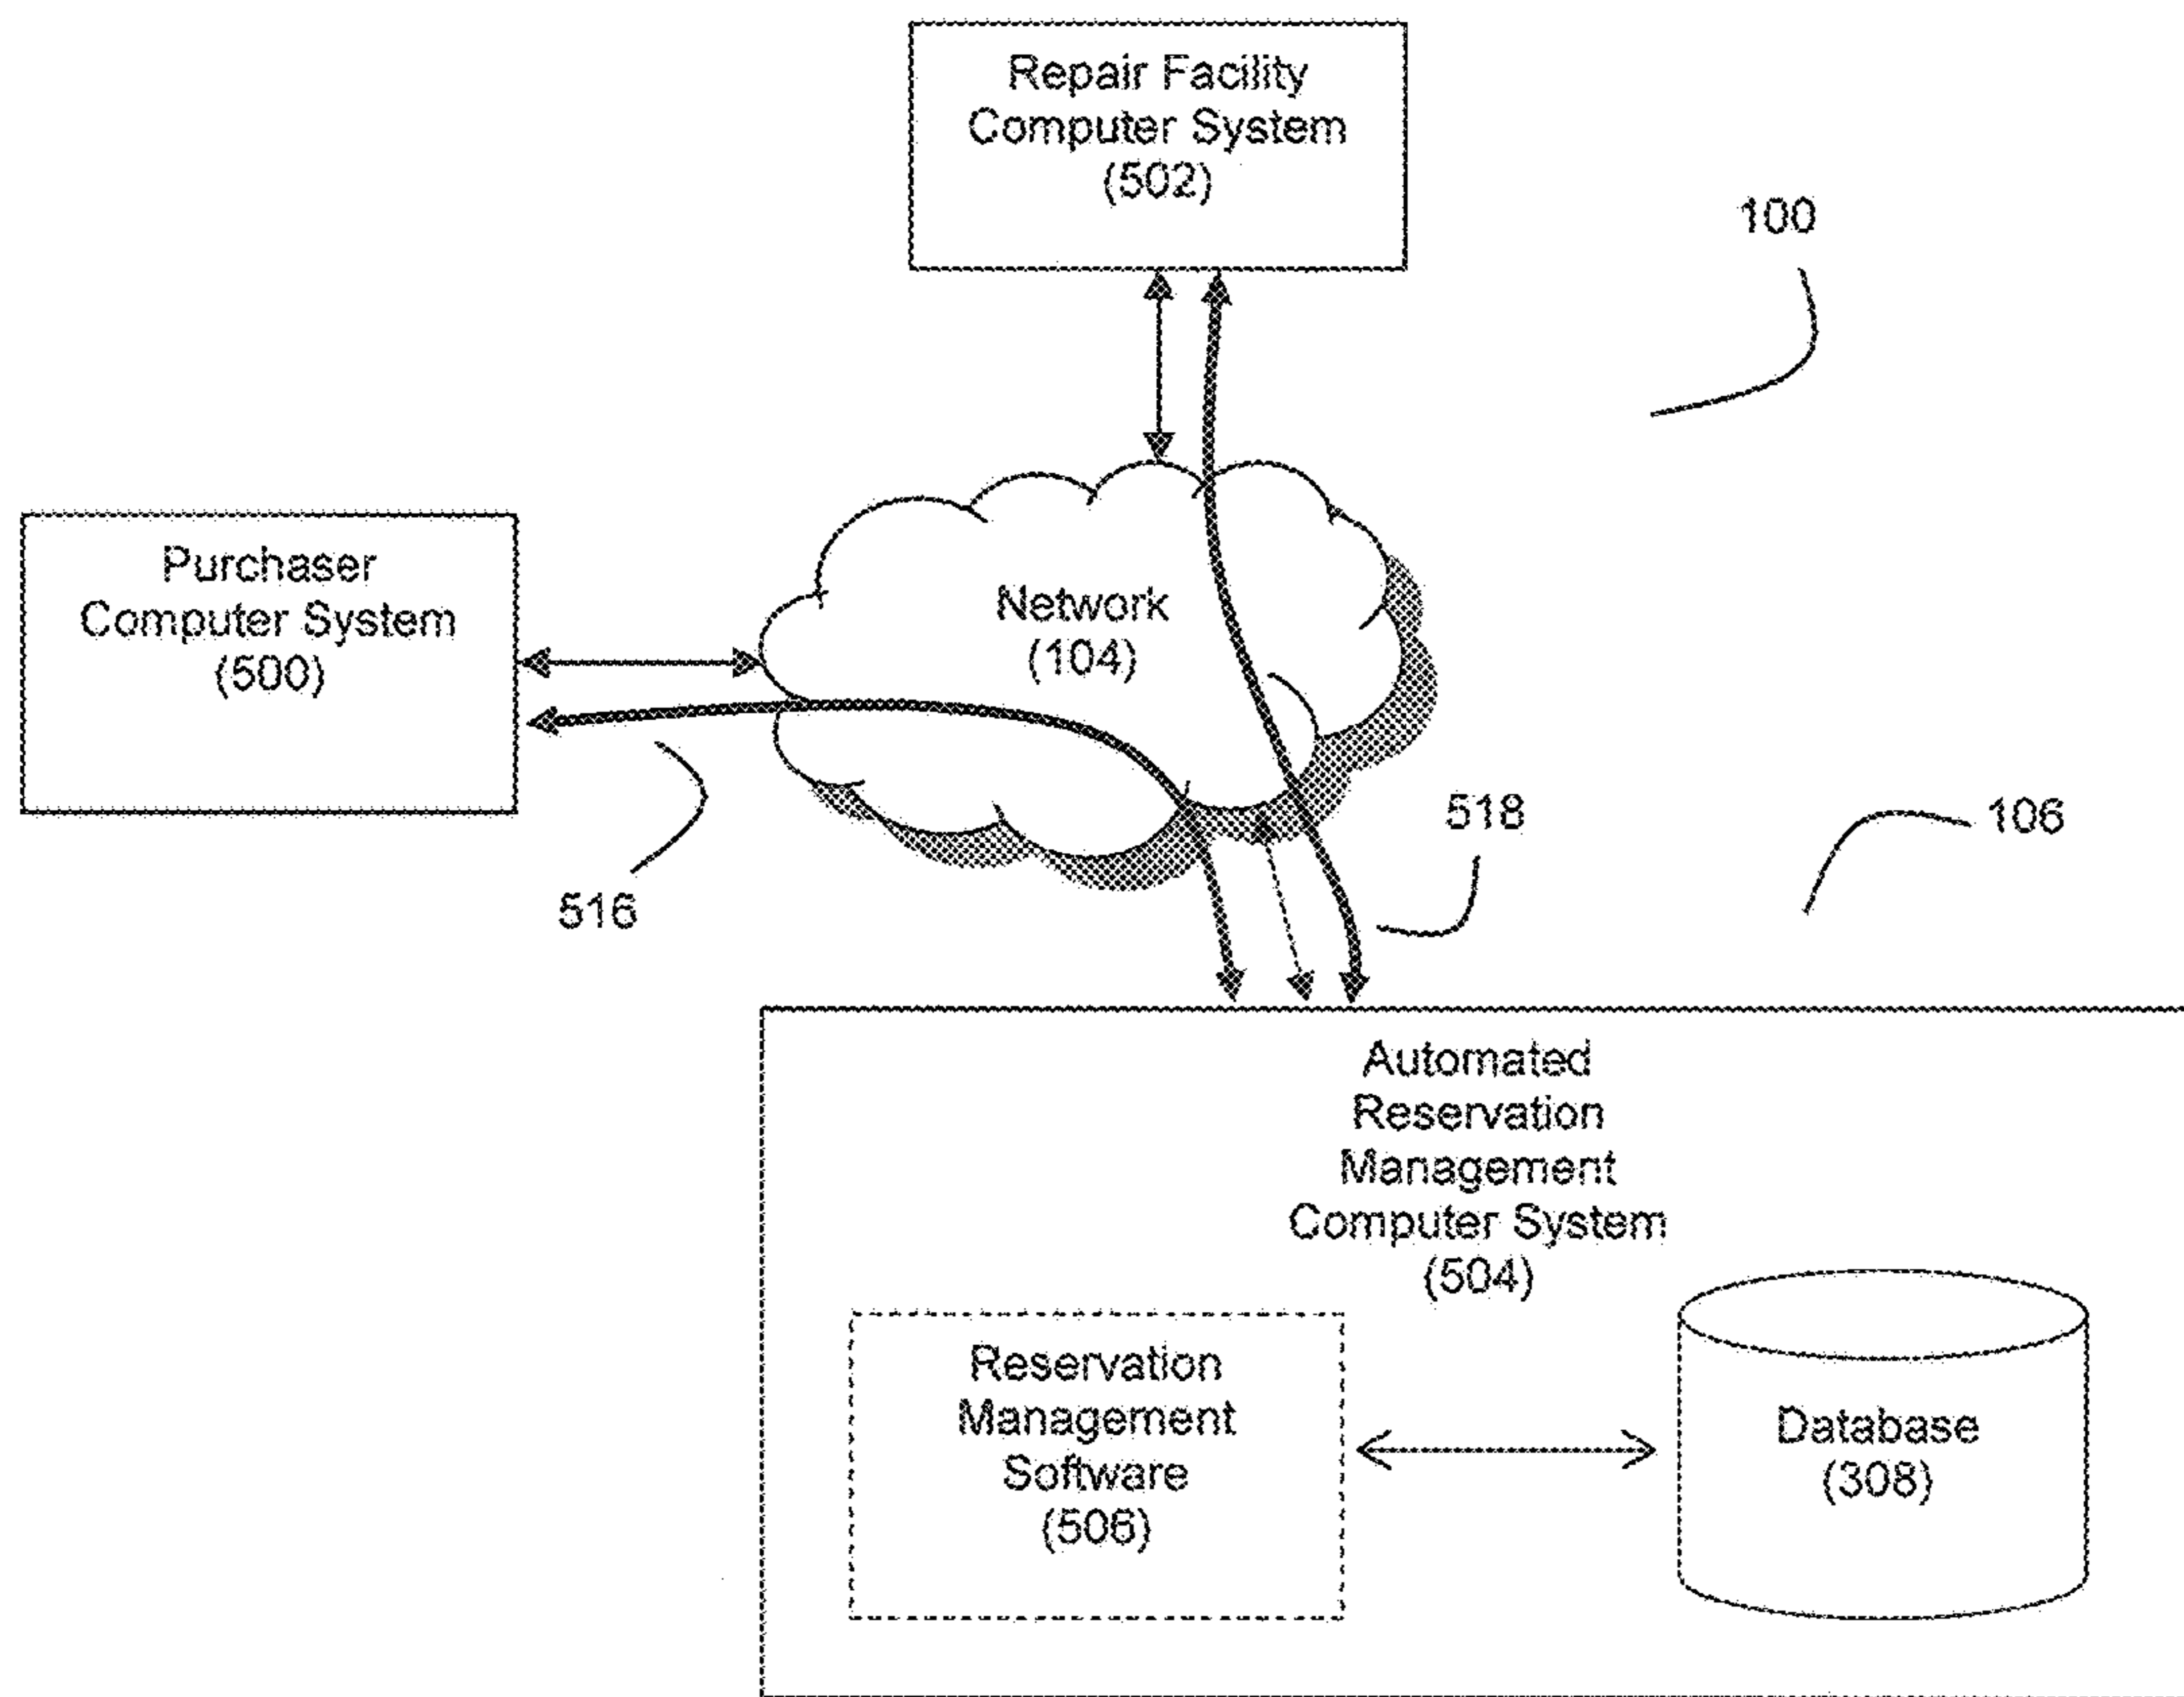 Repair Facility
Computer System
(502)
100
Purchaser
Computer System
(500)
Network
(104)
518
106
516
Automated
Reservation
Management
Computer System
(504)
Reservation
Management
Software
(506)
Database
(308)